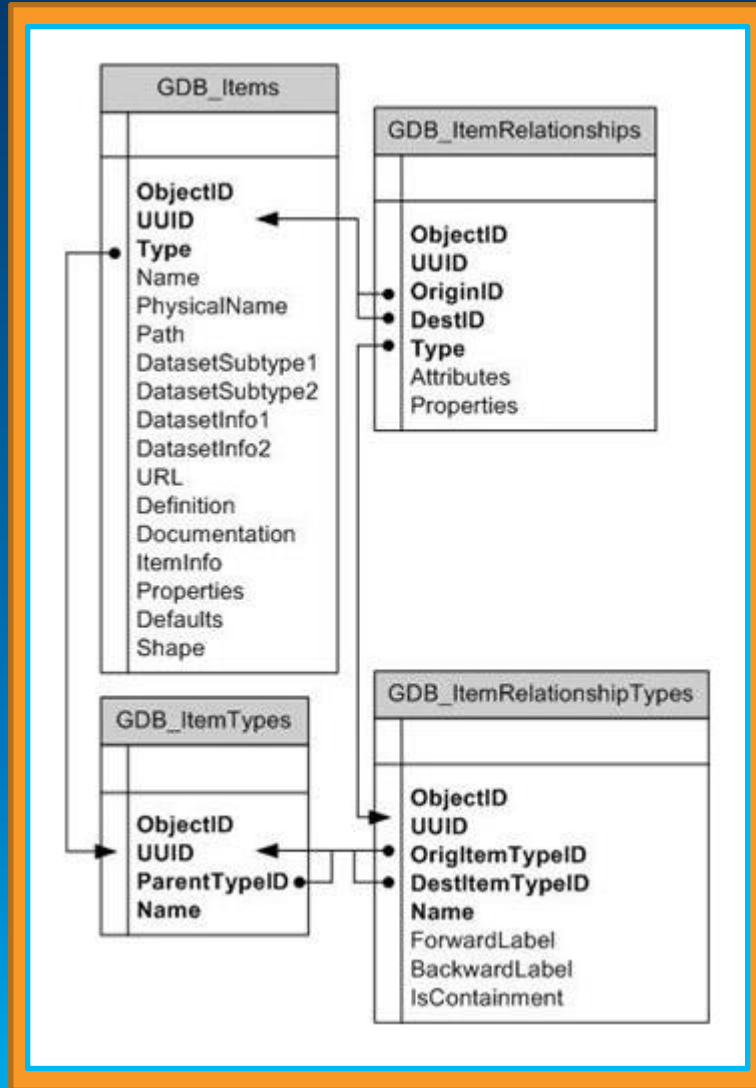 GDB_Items
ObjectID
UUID
Type
Name
PhysicalName
Path
DatasetSubtype1
DatasetSubtype2
DatasetInfo1
DatasetInfo2
URL
Definition
Documentation
ItemInfo
Properties
Defaults
Shape
GDB_ItemRelationships
ObjectID
UUID
OriginID
DestID
Type
Attributes
Properties
GDB_ItemTypes
ObjectID
UUID
ParentTypeID
Name
GDB_ItemRelationshipTypes
ObjectID
UUID
OrigItemTypeID
DestItemTypeID
Name
ForwardLabel
BackwardLabel
IsContainment